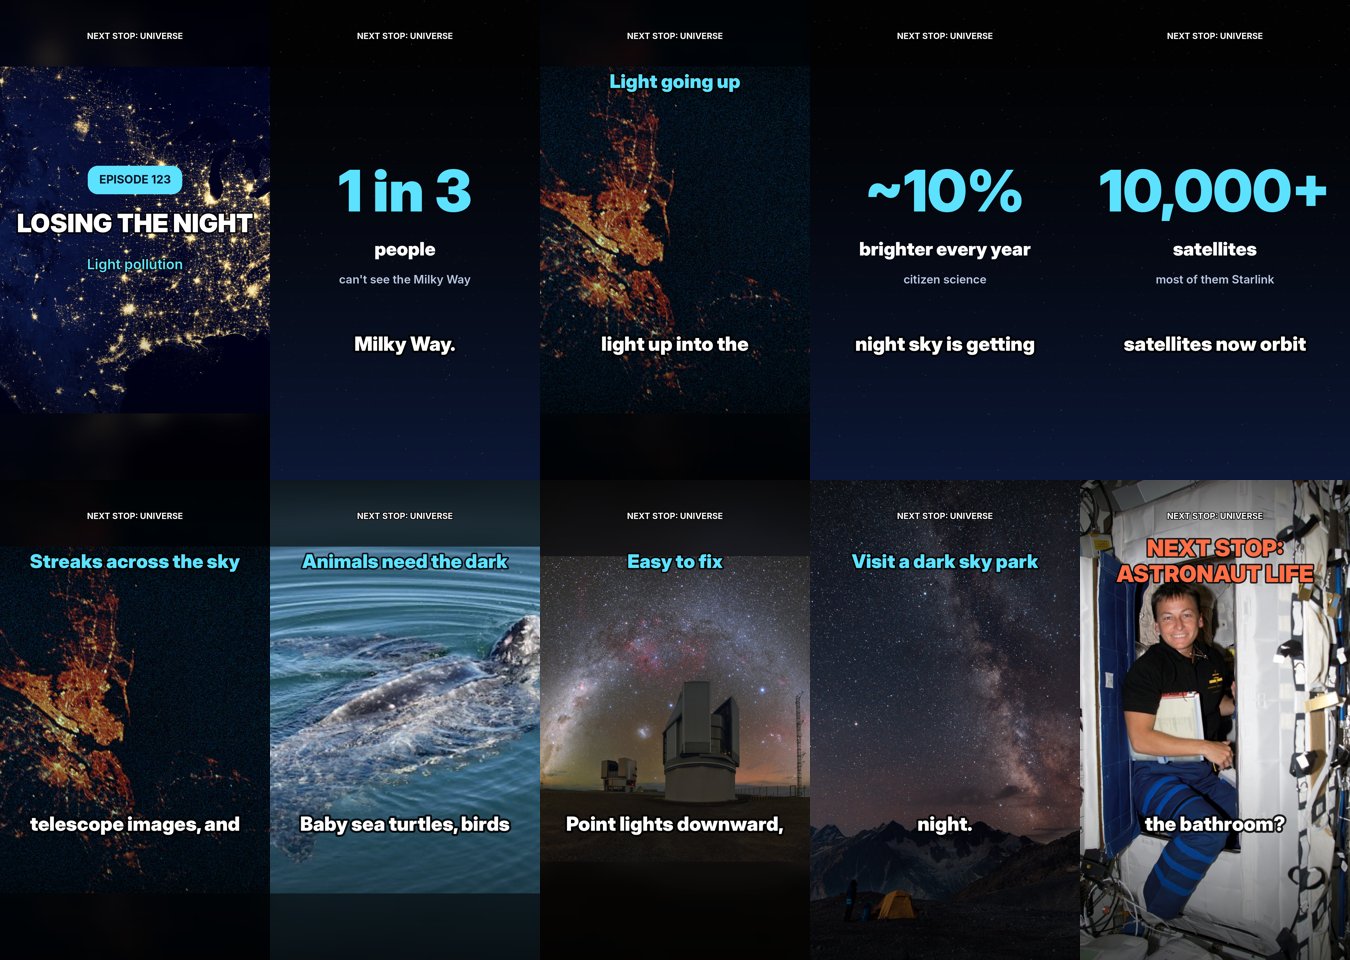 NEXT STOP: UNIVERSE
EPISODE 123
LOSING THE NIGHT
Light pollution
NEXT STOP: UNIVERSE
1 in 3
people
can't see the Milky Way
Milky Way.
NEXT STOP: UNIVERSE
Light going up
light up into the
NEXT STOP: UNIVERSE
~10%
brighter every year
citizen science
night sky is getting
NEXT STOP: UNIVERSE
10,000+
satellites
most of them Starlink
satellites now orbit
NEXT STOP: UNIVERSE
Streaks across the sky
telescope images, and
NEXT STOP: UNIVERSE
Animals need the dark
Baby sea turtles, birds
NEXT STOP: UNIVERSE
Easy to fix
Point lights downward,
NEXT STOP: UNIVERSE
Visit a dark sky park
night.
NEXT STOP: UNIVERSE
NEXT STOP:
ASTRONAUT LIFE
the bathroom?